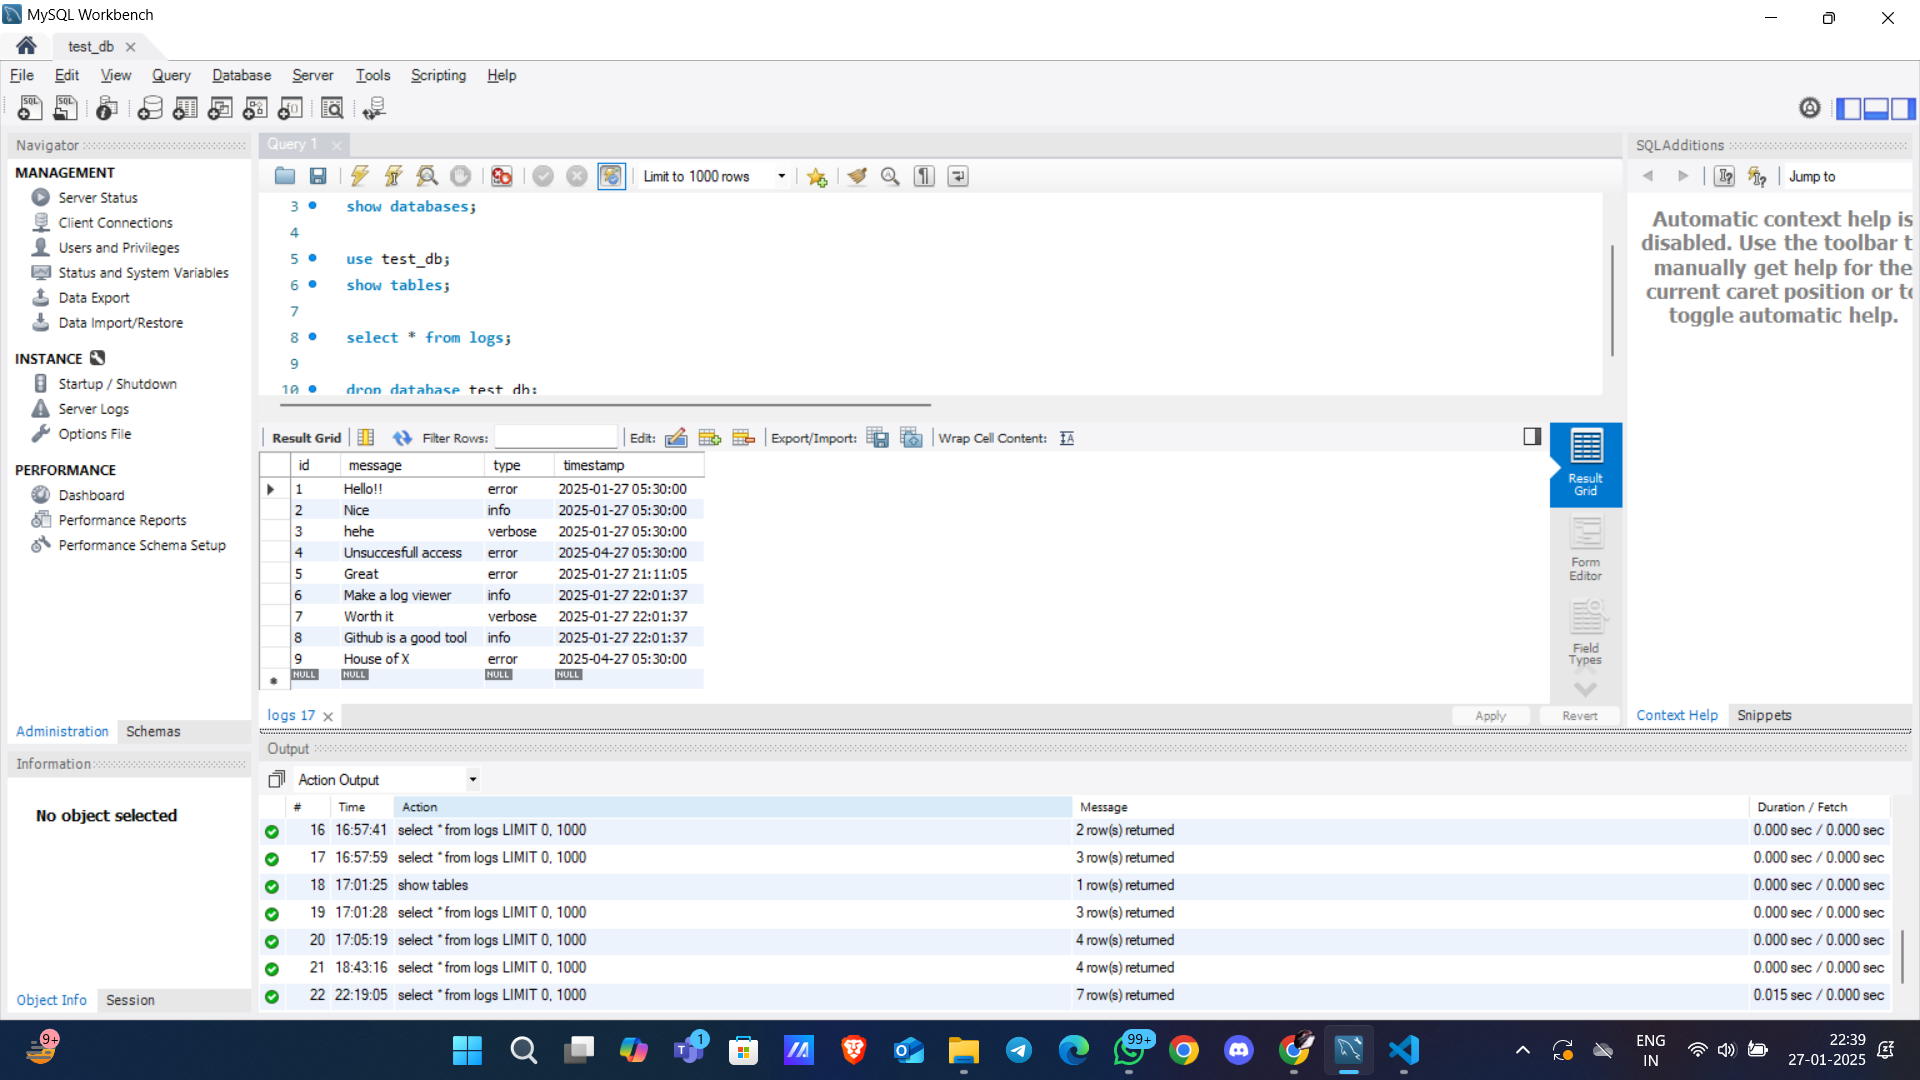 MySQL Workbench
test_db
File Edit View Query Database Server Tools Scripting Help
Navigator
MANAGEMENT
Server Status
Client Connections
Users and Privileges
Status and System Variables
Data Export
Data Import/Restore
INSTANCE
Startup / Shutdown
Server Logs
Options File
PERFORMANCE
Dashboard
Performance Reports
Performance Schema Setup
Administration Schemas
Information
No object selected
Object Info Session
Query 1
Limit to 1000 rows
3 show databases;
4
5 use test_db;
6 show tables;
7
8 select * from logs;
9
10 drop database test_db;
Result Grid Filter Rows: Edit: Export/Import: Wrap Cell Content:
id message type timestamp
1 Hello!! error 2025-01-27 05:30:00
2 Nice info 2025-01-27 05:30:00
3 hehe verbose 2025-01-27 05:30:00
4 Unsuccesfull access error 2025-04-27 05:30:00
5 Great error 2025-01-27 21:11:05
6 Make a log viewer info 2025-01-27 22:01:37
7 Worth it verbose 2025-01-27 22:01:37
8 Github is a good tool info 2025-01-27 22:01:37
9 House of X error 2025-04-27 05:30:00
NULL NULL NULL NULL
Result
Grid
Form
Editor
Field
Types
logs 17
Apply Revert
SQLAdditions
Jump to
Automatic context help is
disabled. Use the toolbar t
manually get help for the
current caret position or to
toggle automatic help.
Context Help Snippets
Output
Action Output
# Time Action Message Duration / Fetch
16 16:57:41 select * from logs LIMIT 0, 1000 2 row(s) returned 0.000 sec / 0.000 sec
17 16:57:59 select * from logs LIMIT 0, 1000 3 row(s) returned 0.000 sec / 0.000 sec
18 17:01:25 show tables 1 row(s) returned 0.000 sec / 0.000 sec
19 17:01:28 select * from logs LIMIT 0, 1000 3 row(s) returned 0.000 sec / 0.000 sec
20 17:05:19 select * from logs LIMIT 0, 1000 4 row(s) returned 0.000 sec / 0.000 sec
21 18:43:16 select * from logs LIMIT 0, 1000 4 row(s) returned 0.000 sec / 0.000 sec
22 22:19:05 select * from logs LIMIT 0, 1000 7 row(s) returned 0.015 sec / 0.000 sec
9+
1
99+
ENG
IN
22:39
27-01-2025